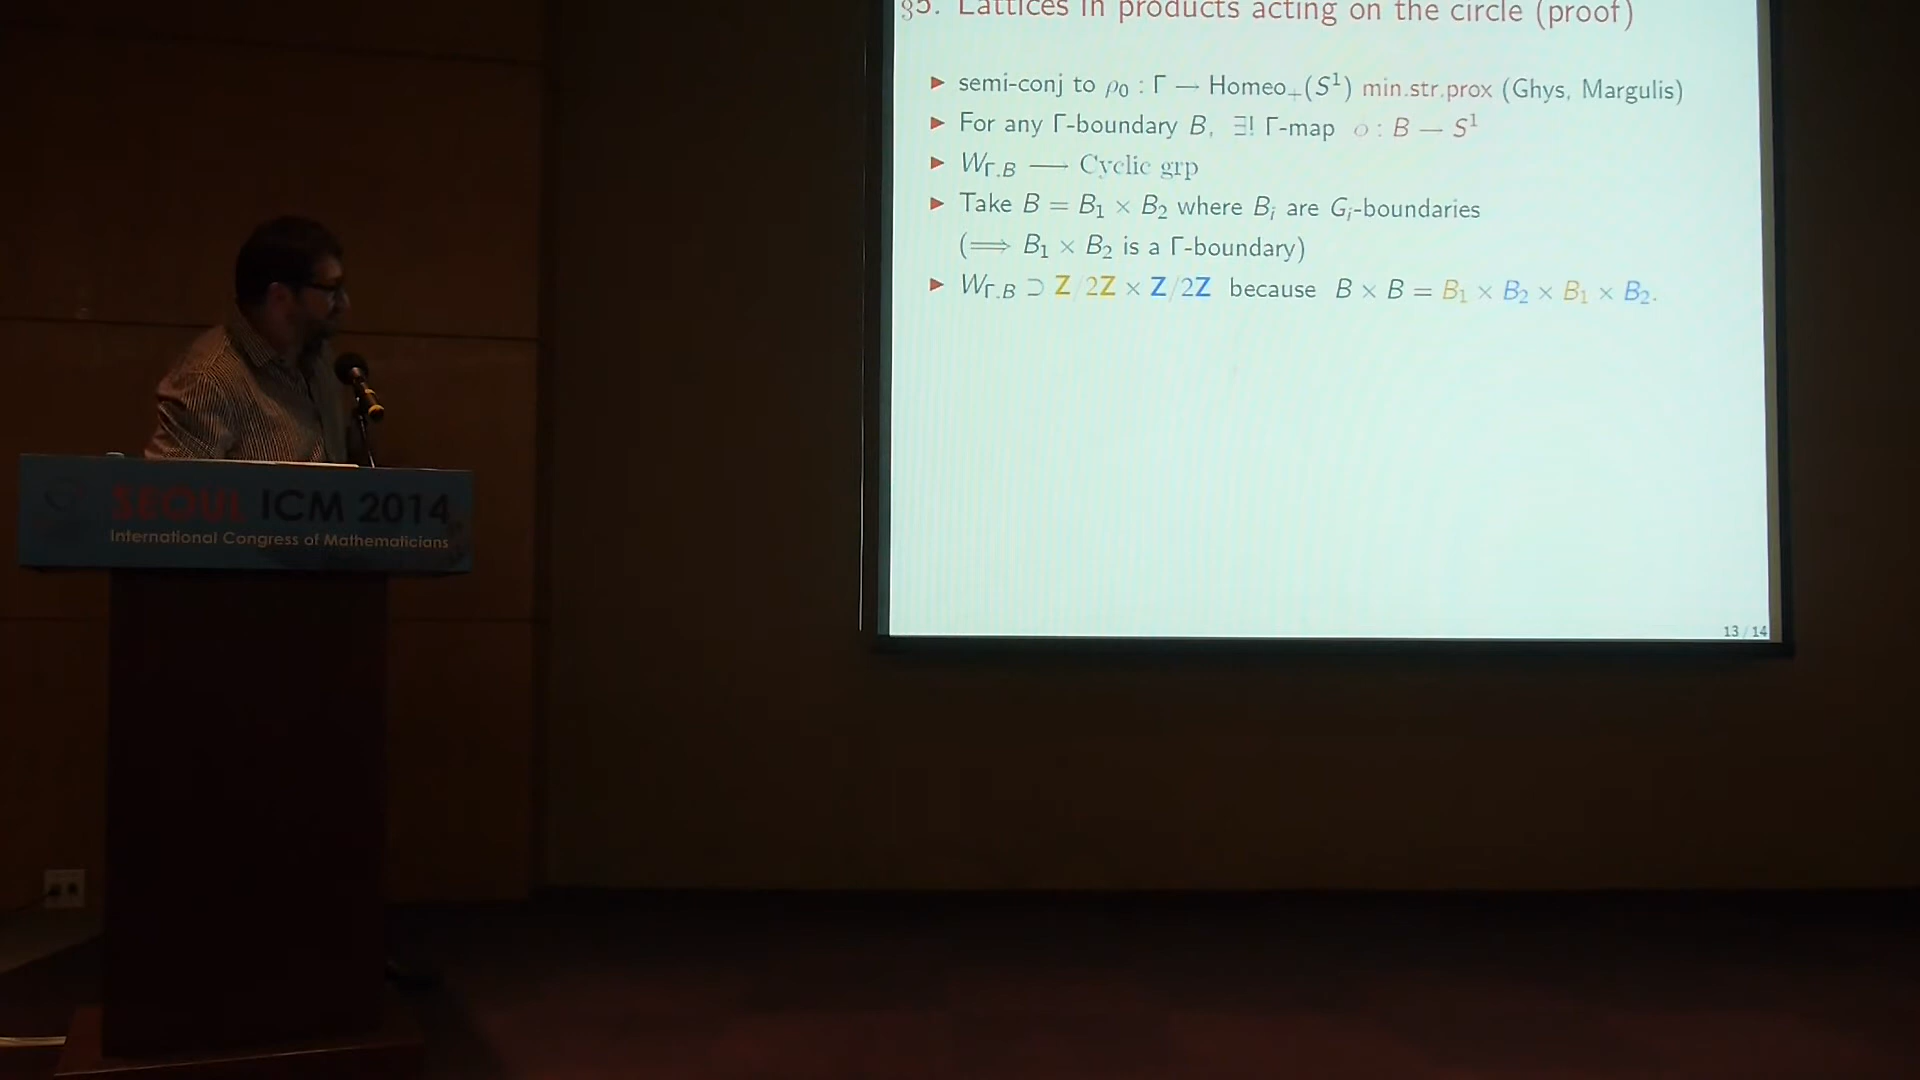 §5. Lattices in products acting on the circle (proof)
► semi-conj to ρ₀ : Γ → Homeo₊(S¹) min.str.prox (Ghys, Margulis)
► For any Γ-boundary B, ∃! Γ-map ϕ : B → S¹
► W_Γ,B → Cyclic grp
► Take B = B₁ × B₂ where B_i are G_i-boundaries
(⟹ B₁ × B₂ is a Γ-boundary)
► W_Γ,B ⊃ Z/2Z × Z/2Z because B × B = B₁ × B₂ × B₁ × B₂.
13 / 14
SEOUL ICM 2014
International Congress of Mathematicians